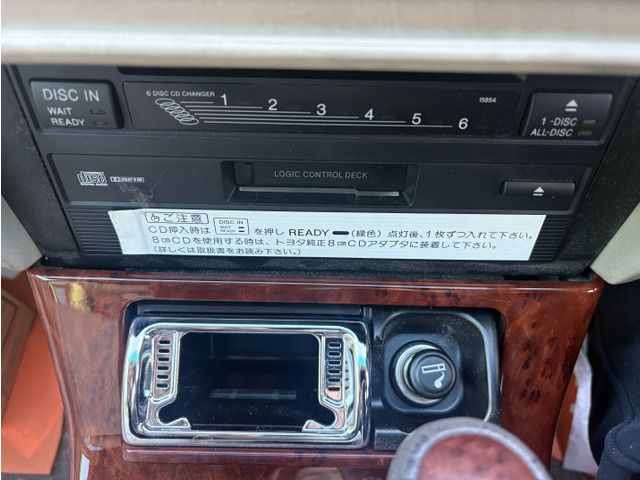 DISC IN
WAIT
READY
6 DISC CD CHANGER
1 2 3 4 5 6
15854
1-DISC
ALL-DISC
COMPACT
disc
DIGITAL AUDIO
LOGIC CONTROL DECK
ご注意
CD挿入時は DISC IN WAIT READY を押し READY (緑色) 点灯後、1枚ずつ入れて下さい。
8㎝CDを使用する時は、トヨタ純正8㎝CDアダプタに装着して下さい。
(詳しくは取扱書をお読み下さい。)